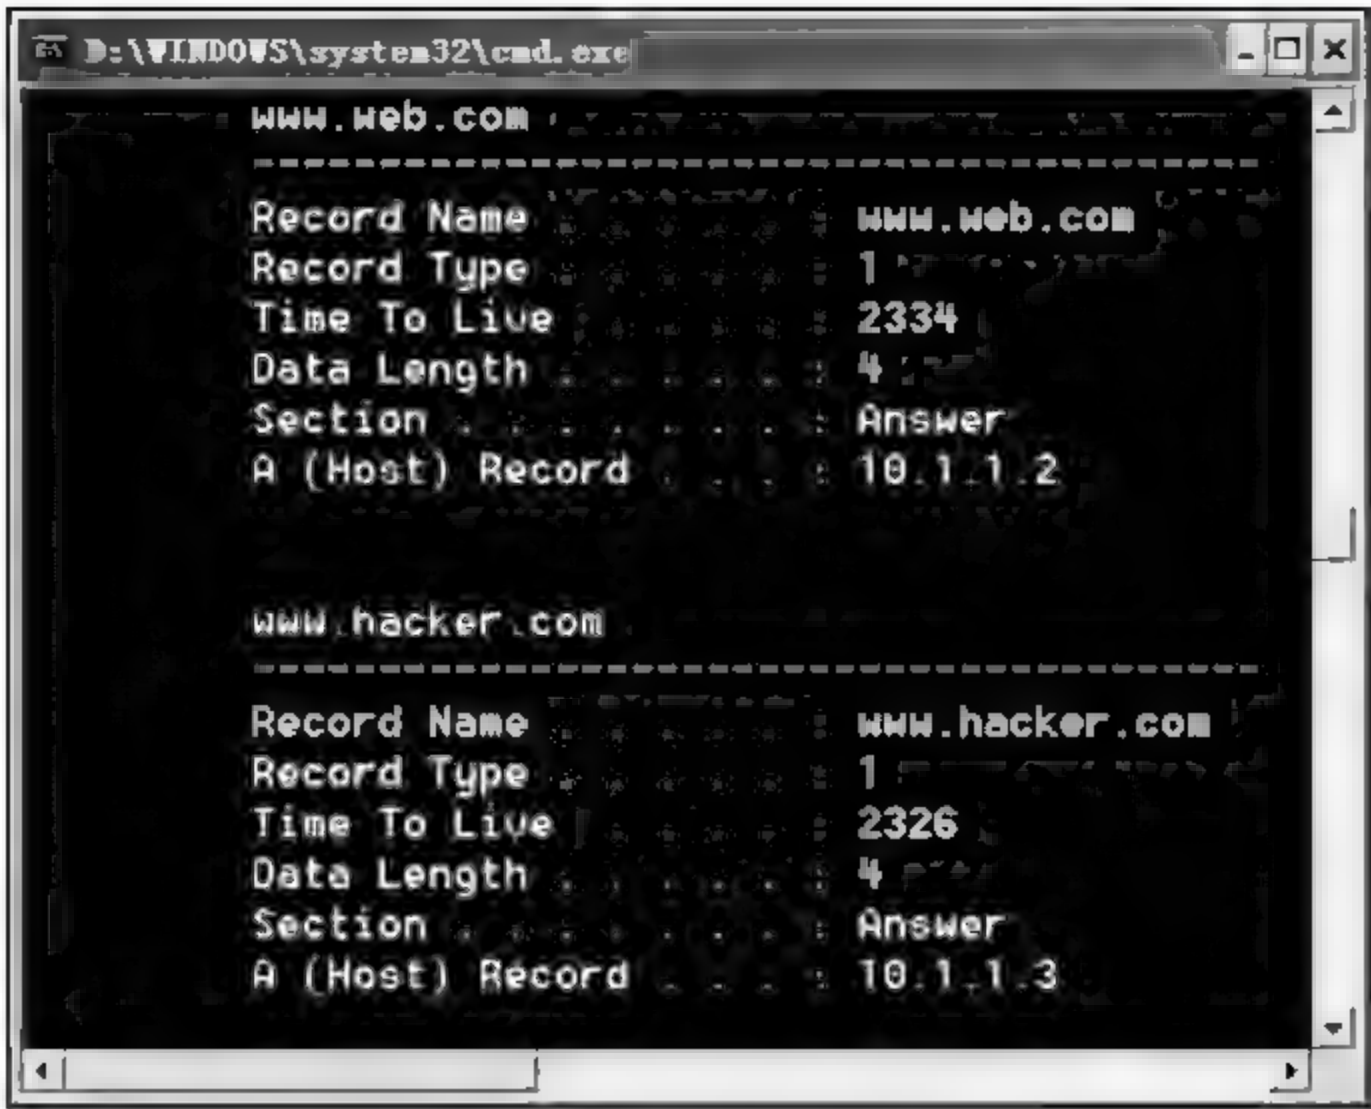 D:\WINDOWS\system32\cmd.exe
www.web.com
----------------------------------------
Record Name . . . . . : www.web.com
Record Type . . . . . : 1
Time To Live  . . . . : 2334
Data Length . . . . . : 4
Section . . . . . . . : Answer
A (Host) Record . . . : 10.1.1.2
www.hacker.com
----------------------------------------
Record Name . . . . . : www.hacker.com
Record Type . . . . . : 1
Time To Live  . . . . : 2326
Data Length . . . . . : 4
Section . . . . . . . : Answer
A (Host) Record . . . : 10.1.1.3